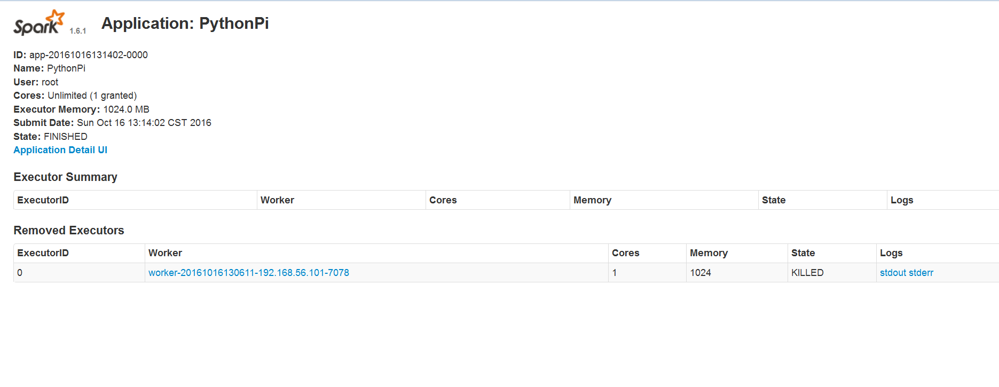 Spark 1.6.1 Application: PythonPi
ID: app-20161016131402-0000
Name: PythonPi
User: root
Cores: Unlimited (1 granted)
Executor Memory: 1024.0 MB
Submit Date: Sun Oct 16 13:14:02 CST 2016
State: FINISHED
Application Detail UI
Executor Summary
ExecutorID Worker Cores Memory State Logs
Removed Executors
ExecutorID Worker Cores Memory State Logs
0 worker-20161016130611-192.168.56.101-7078 1 1024 KILLED stdout stderr